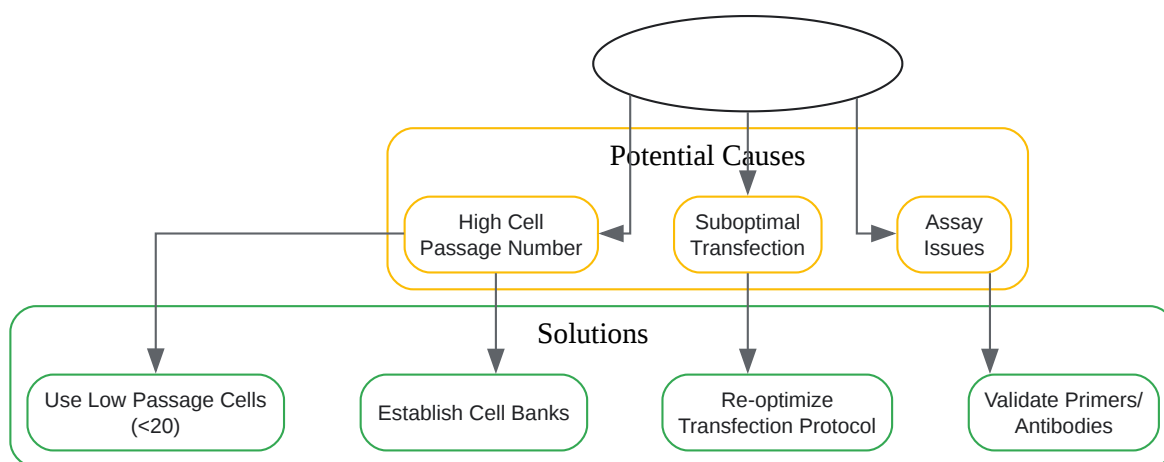 Potential Causes
High Cell
Passage Number
Suboptimal
Transfection
Assay
Issues
Solutions
Use Low Passage Cells
(<20)
Establish Cell Banks
Re-optimize
Transfection Protocol
Validate Primers/
Antibodies